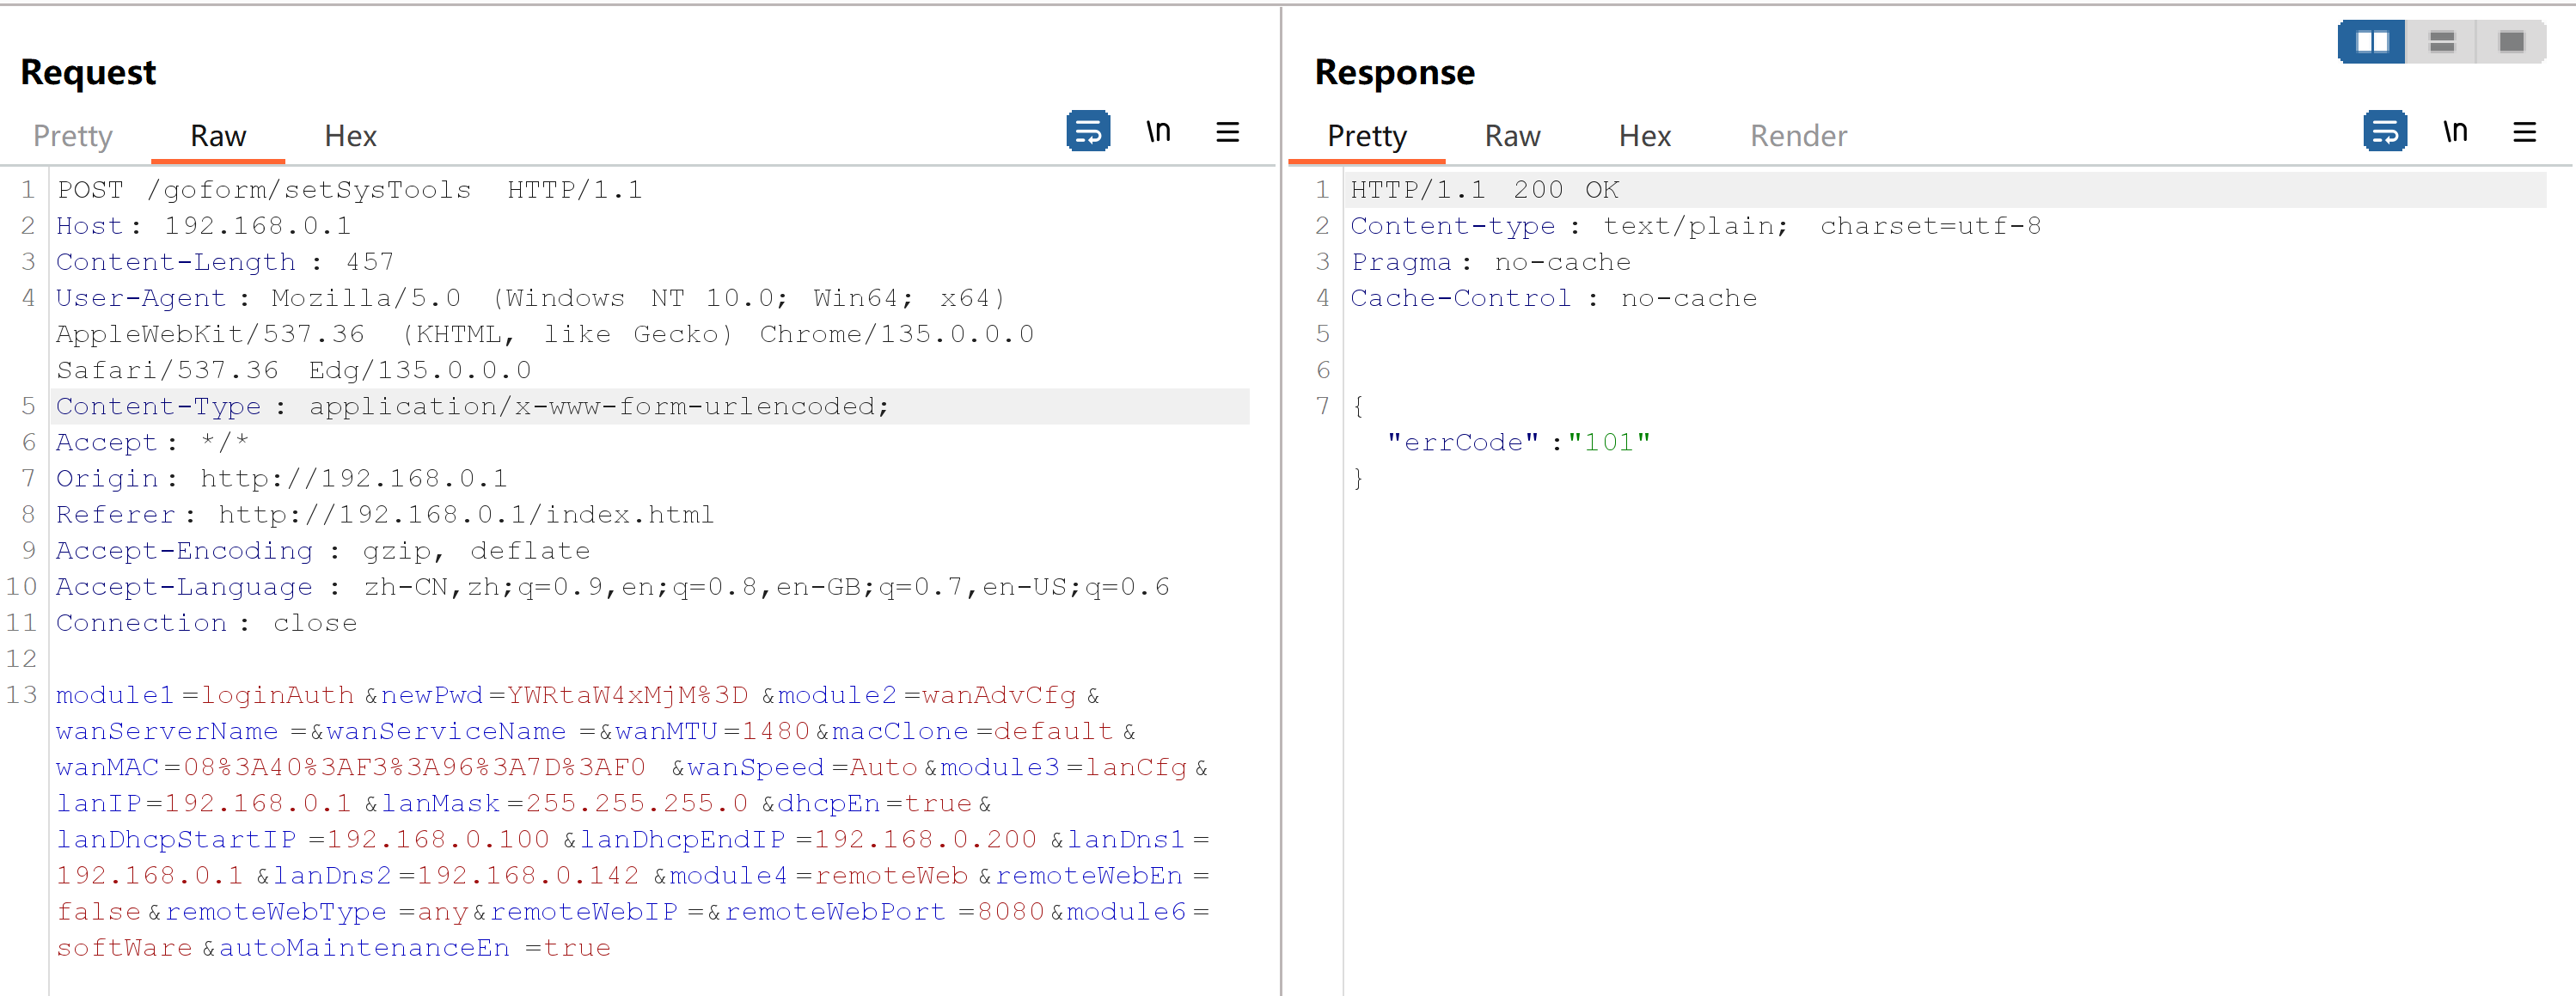 Request
Pretty Raw Hex \n
1 POST /goform/setSysTools HTTP/1.1
2 Host: 192.168.0.1
3 Content-Length: 457
4 User-Agent: Mozilla/5.0 (Windows NT 10.0; Win64; x64)
AppleWebKit/537.36 (KHTML, like Gecko) Chrome/135.0.0.0
Safari/537.36 Edg/135.0.0.0
5 Content-Type: application/x-www-form-urlencoded;
6 Accept: */*
7 Origin: http://192.168.0.1
8 Referer: http://192.168.0.1/index.html
9 Accept-Encoding: gzip, deflate
10 Accept-Language: zh-CN,zh;q=0.9,en;q=0.8,en-GB;q=0.7,en-US;q=0.6
11 Connection: close
12
13 module1=loginAuth&newPwd=YWRtaW4xMjM%3D&module2=wanAdvCfg&
wanServerName=&wanServiceName=&wanMTU=1480&macClone=default&
wanMAC=08%3A40%3AF3%3A96%3A7D%3AF0&wanSpeed=Auto&module3=lanCfg&
lanIP=192.168.0.1&lanMask=255.255.255.0&dhcpEn=true&
lanDhcpStartIP=192.168.0.100&lanDhcpEndIP=192.168.0.200&lanDns1=
192.168.0.1&lanDns2=192.168.0.142&module4=remoteWeb&remoteWebEn=
false&remoteWebType=any&remoteWebIP=&remoteWebPort=8080&module6=
softWare&autoMaintenanceEn=true
Response
Pretty Raw Hex Render \n
1 HTTP/1.1 200 OK
2 Content-type: text/plain; charset=utf-8
3 Pragma: no-cache
4 Cache-Control: no-cache
5
6
7 {
"errCode":"101"
}